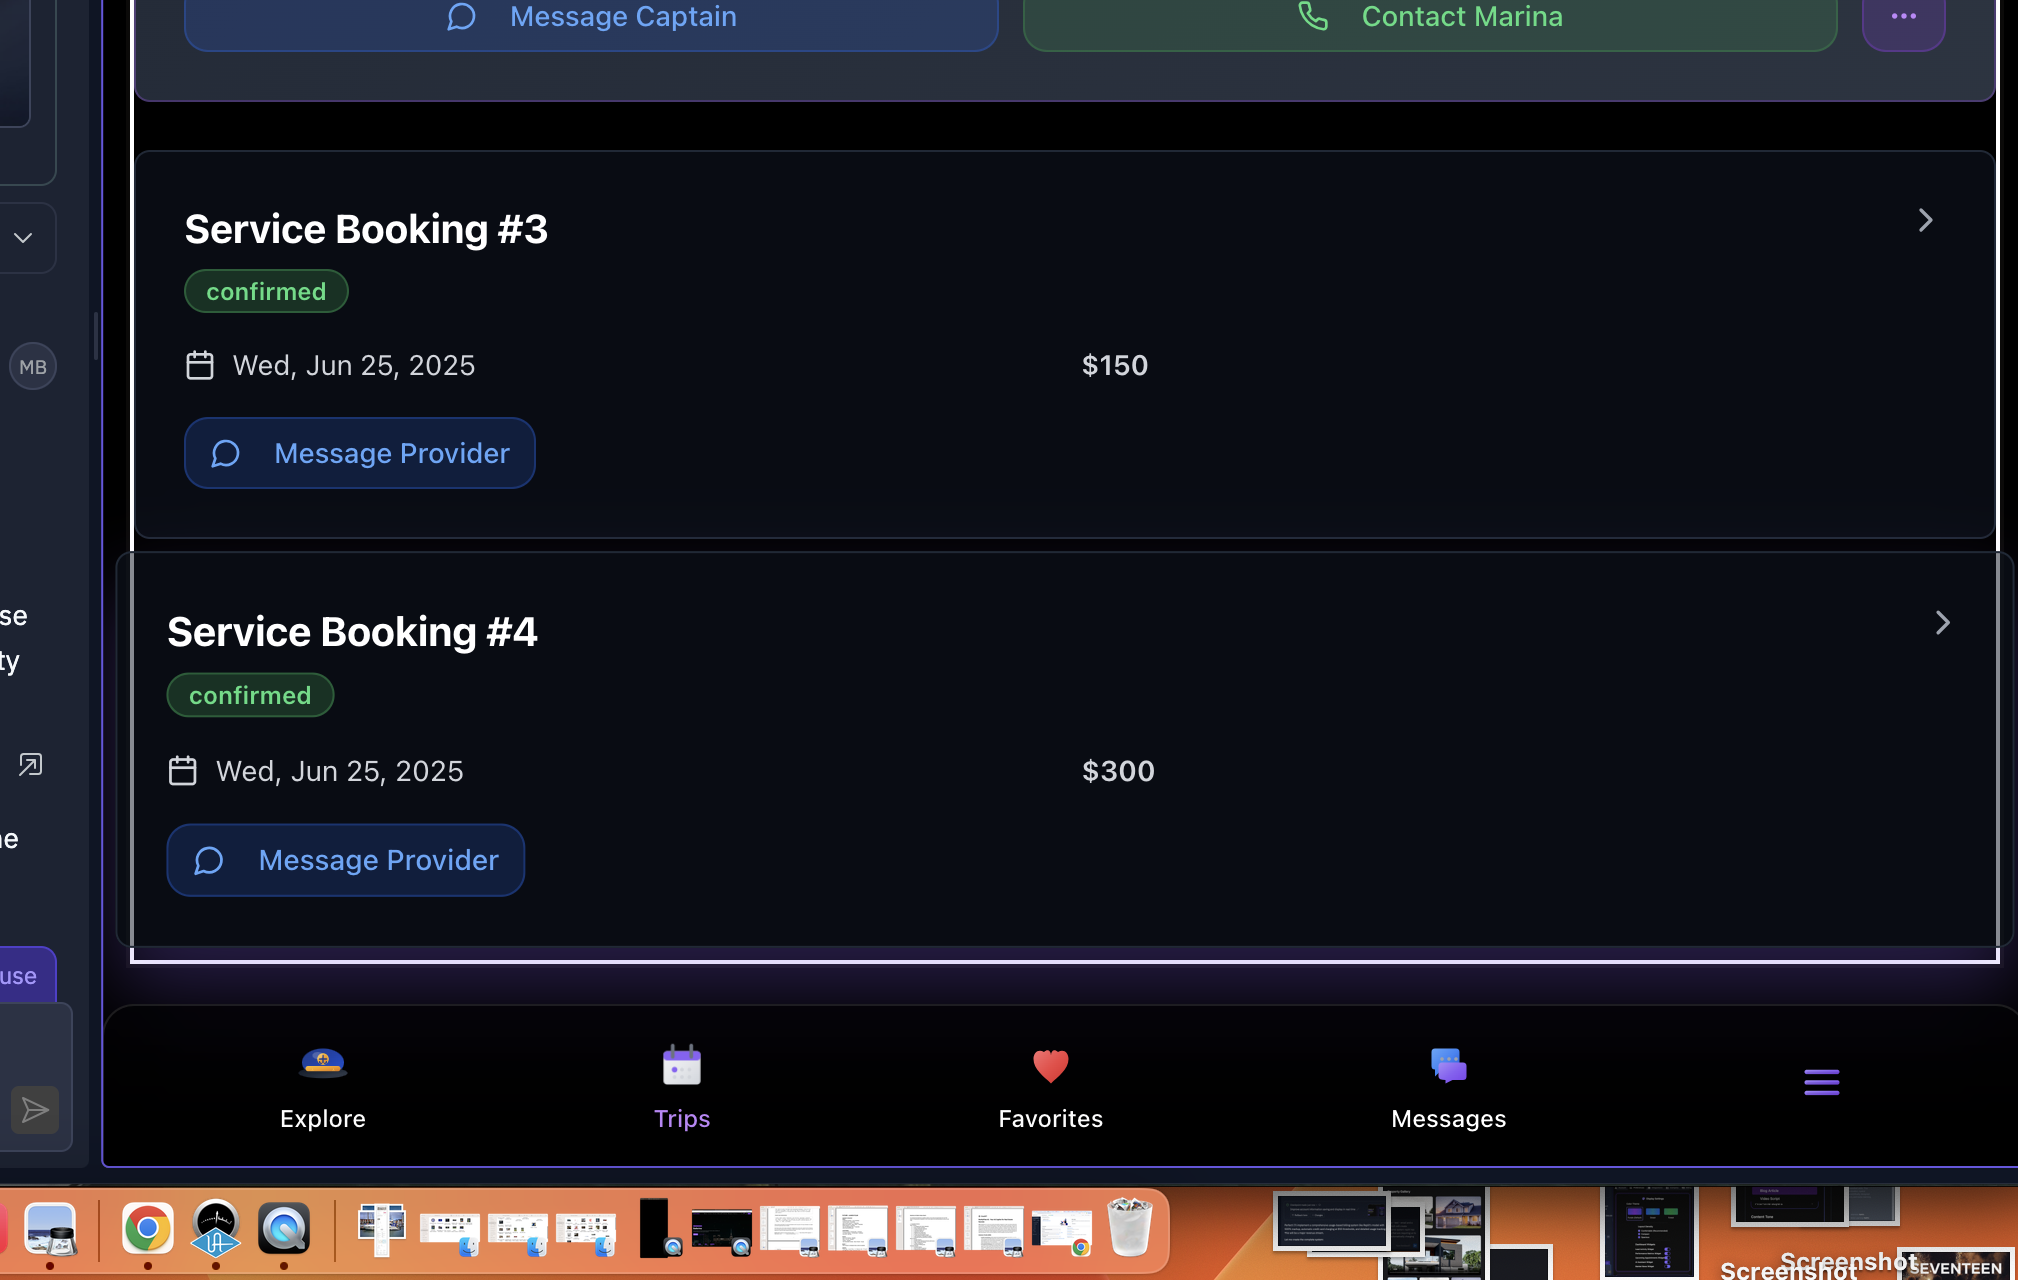 Message Captain
Contact Marina
Service Booking #3
confirmed
MB
Wed, Jun 25, 2025
$150
Message Provider
se
ty
Service Booking #4
confirmed
Wed, Jun 25, 2025
$300
ne
Message Provider
use
Explore
Trips
Favorites
Messages
Screenshot
Screenshot
SEVENTEEN